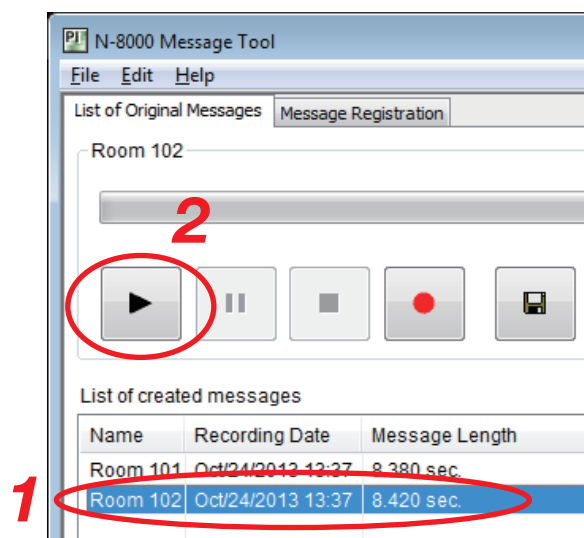 PI N-8000 Message Tool
File Edit Help
List of Original Messages Message Registration
Room 102
2
List of created messages
Name Recording Date Message Length
Room 101 Oct/24/2013 13:37 8.380 sec.
1 Room 102 Oct/24/2013 13:37 8.420 sec.